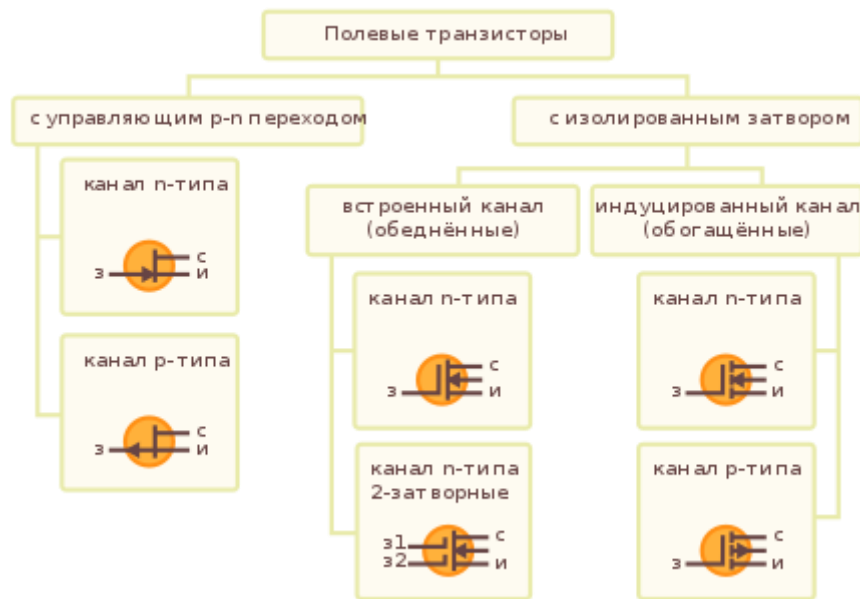 Полевые транзисторы
с управляющим p-n переходом
с изолированным затвором
канал n-типа
з
с
и
канал p-типа
з
с
и
встроенный канал
(обеднённые)
индуцированный канал
(обогащённые)
канал n-типа
з
с
и
канал n-типа
2-затворные
з1
з2
с
и
канал n-типа
з
с
и
канал p-типа
з
с
и